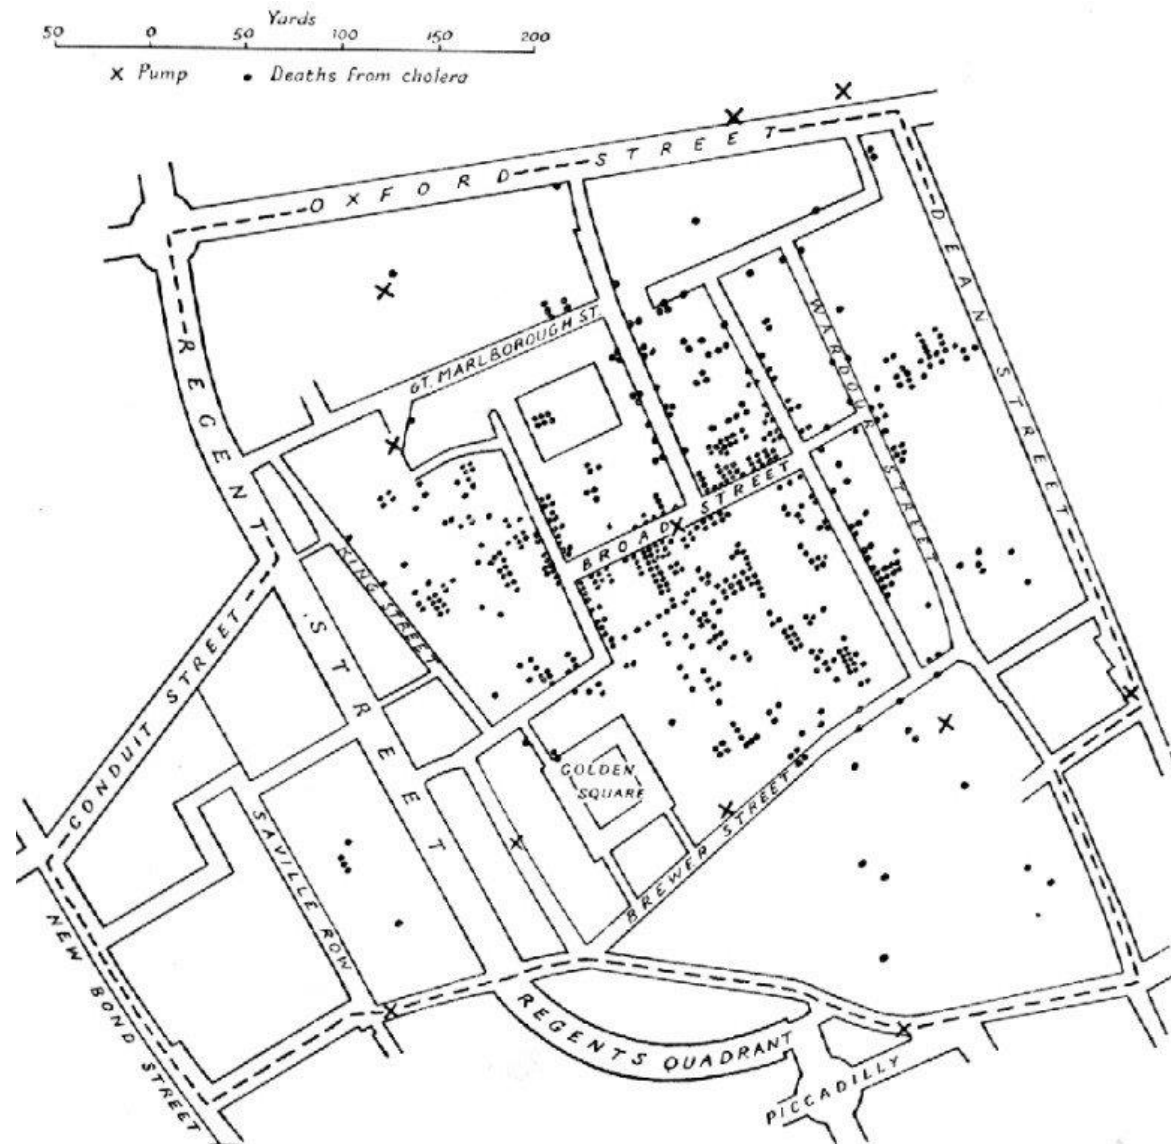 Yards
50 0 50 100 150 200
× Pump • Deaths from cholera
OXFORD STREET
DEAN STREET
REGENT STREET
WARDOUR STREET
GT. MARLBOROUGH ST.
BROAD STREET
KING STREET
CONDUIT STREET
GOLDEN
SQUARE
SAVILLE ROW
BREWER STREET
NEW BOND STREET
REGENTS QUADRANT
PICCADILLY